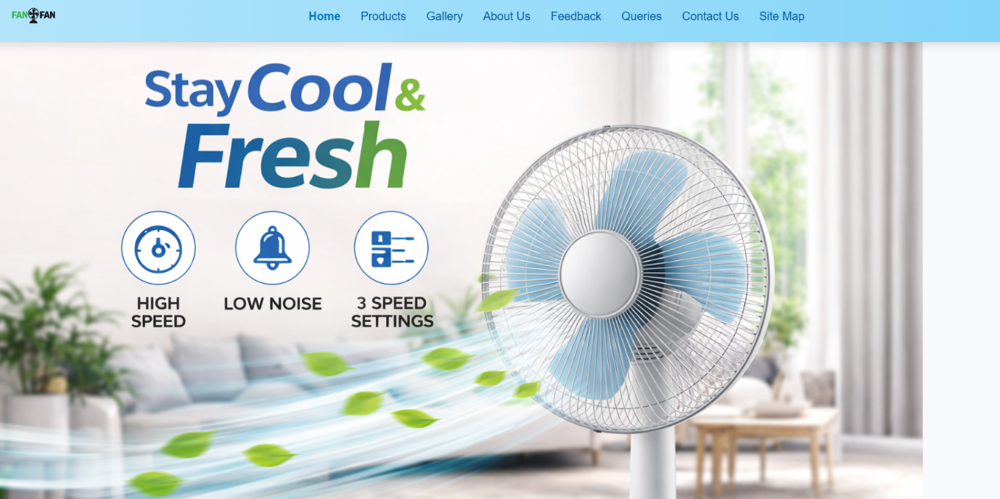 FAN FAN
Home Products Gallery About Us Feedback Queries Contact Us Site Map
Stay Cool &
Fresh
HIGH SPEED
LOW NOISE
3 SPEED SETTINGS